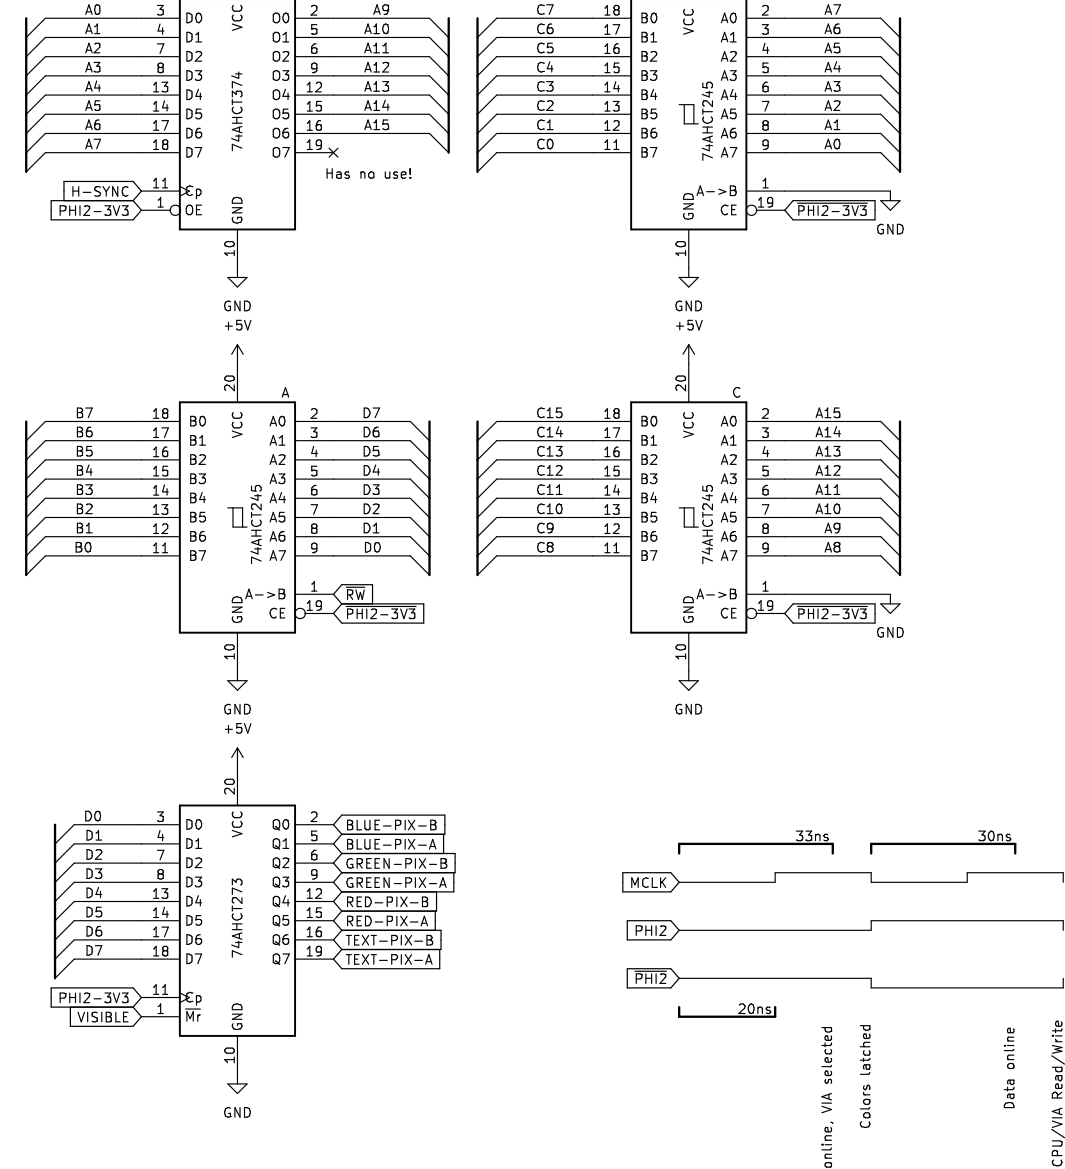 A0 3 D0 VCC O0 2 A9
A1 4 D1 O1 5 A10
A2 7 D2 O2 6 A11
A3 8 D3 O3 9 A12
A4 13 D4 O4 12 A13
A5 14 D5 O5 15 A14
A6 17 D6 O6 16 A15
A7 18 D7 O7 19
74AHCT374
Has no use!
H-SYNC 11 Cp
PHI2-3V3 1 OE
GND
10
GND
C7 18 B0 VCC A0 2 A7
C6 17 B1 A1 3 A6
C5 16 B2 A2 4 A5
C4 15 B3 A3 5 A4
C3 14 B4 A4 6 A3
C2 13 B5 A5 7 A2
C1 12 B6 A6 8 A1
C0 11 B7 A7 9 A0
74AHCT245
A->B 1
GND
CE 19 PHI2-3V3
GND
10
GND
+5V
20
A
B7 18 B0 VCC A0 2 D7
B6 17 B1 A1 3 D6
B5 16 B2 A2 4 D5
B4 15 B3 A3 5 D4
B3 14 B4 A4 6 D3
B2 13 B5 A5 7 D2
B1 12 B6 A6 8 D1
B0 11 B7 A7 9 D0
74AHCT245
A->B 1 RW
GND CE 19 PHI2-3V3
10
GND
+5V
20
C
C15 18 B0 VCC A0 2 A15
C14 17 B1 A1 3 A14
C13 16 B2 A2 4 A13
C12 15 B3 A3 5 A12
C11 14 B4 A4 6 A11
C10 13 B5 A5 7 A10
C9 12 B6 A6 8 A9
C8 11 B7 A7 9 A8
74AHCT245
A->B 1
GND
CE 19 PHI2-3V3
GND
10
GND
+5V
20
D0 3 D0 VCC Q0 2 BLUE-PIX-B
D1 4 D1 Q1 5 BLUE-PIX-A
D2 7 D2 Q2 6 GREEN-PIX-B
D3 8 D3 Q3 9 GREEN-PIX-A
D4 13 D4 Q4 12 RED-PIX-B
D5 14 D5 Q5 15 RED-PIX-A
D6 17 D6 Q6 16 TEXT-PIX-B
D7 18 D7 Q7 19 TEXT-PIX-A
74AHCT273
PHI2-3V3 11 Cp
VISIBLE 1 Mr
GND
10
GND
33ns 30ns
MCLK
PHI2
PHI2
20ns
online, VIA selected
Colors latched
Data online
CPU/VIA Read/Write